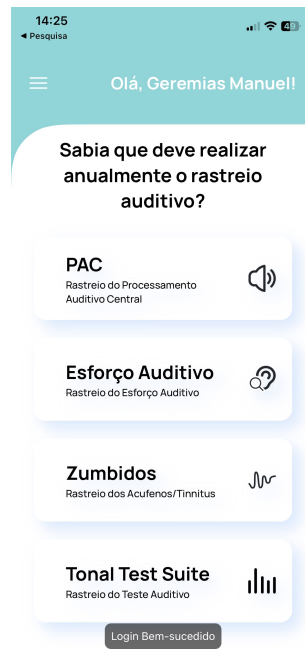 14:25
49
◀ Pesquisa
Olá, Geremias Manuel!
Sabia que deve realizar
anualmente o rastreio
auditivo?
PAC
Rastreio do Processamento
Auditivo Central
Esforço Auditivo
Rastreio do Esforço Auditivo
Zumbidos
Rastreio dos Acufenos/Tinnitus
Tonal Test Suite
Rastreio do Teste Auditivo
Login Bem-sucedido